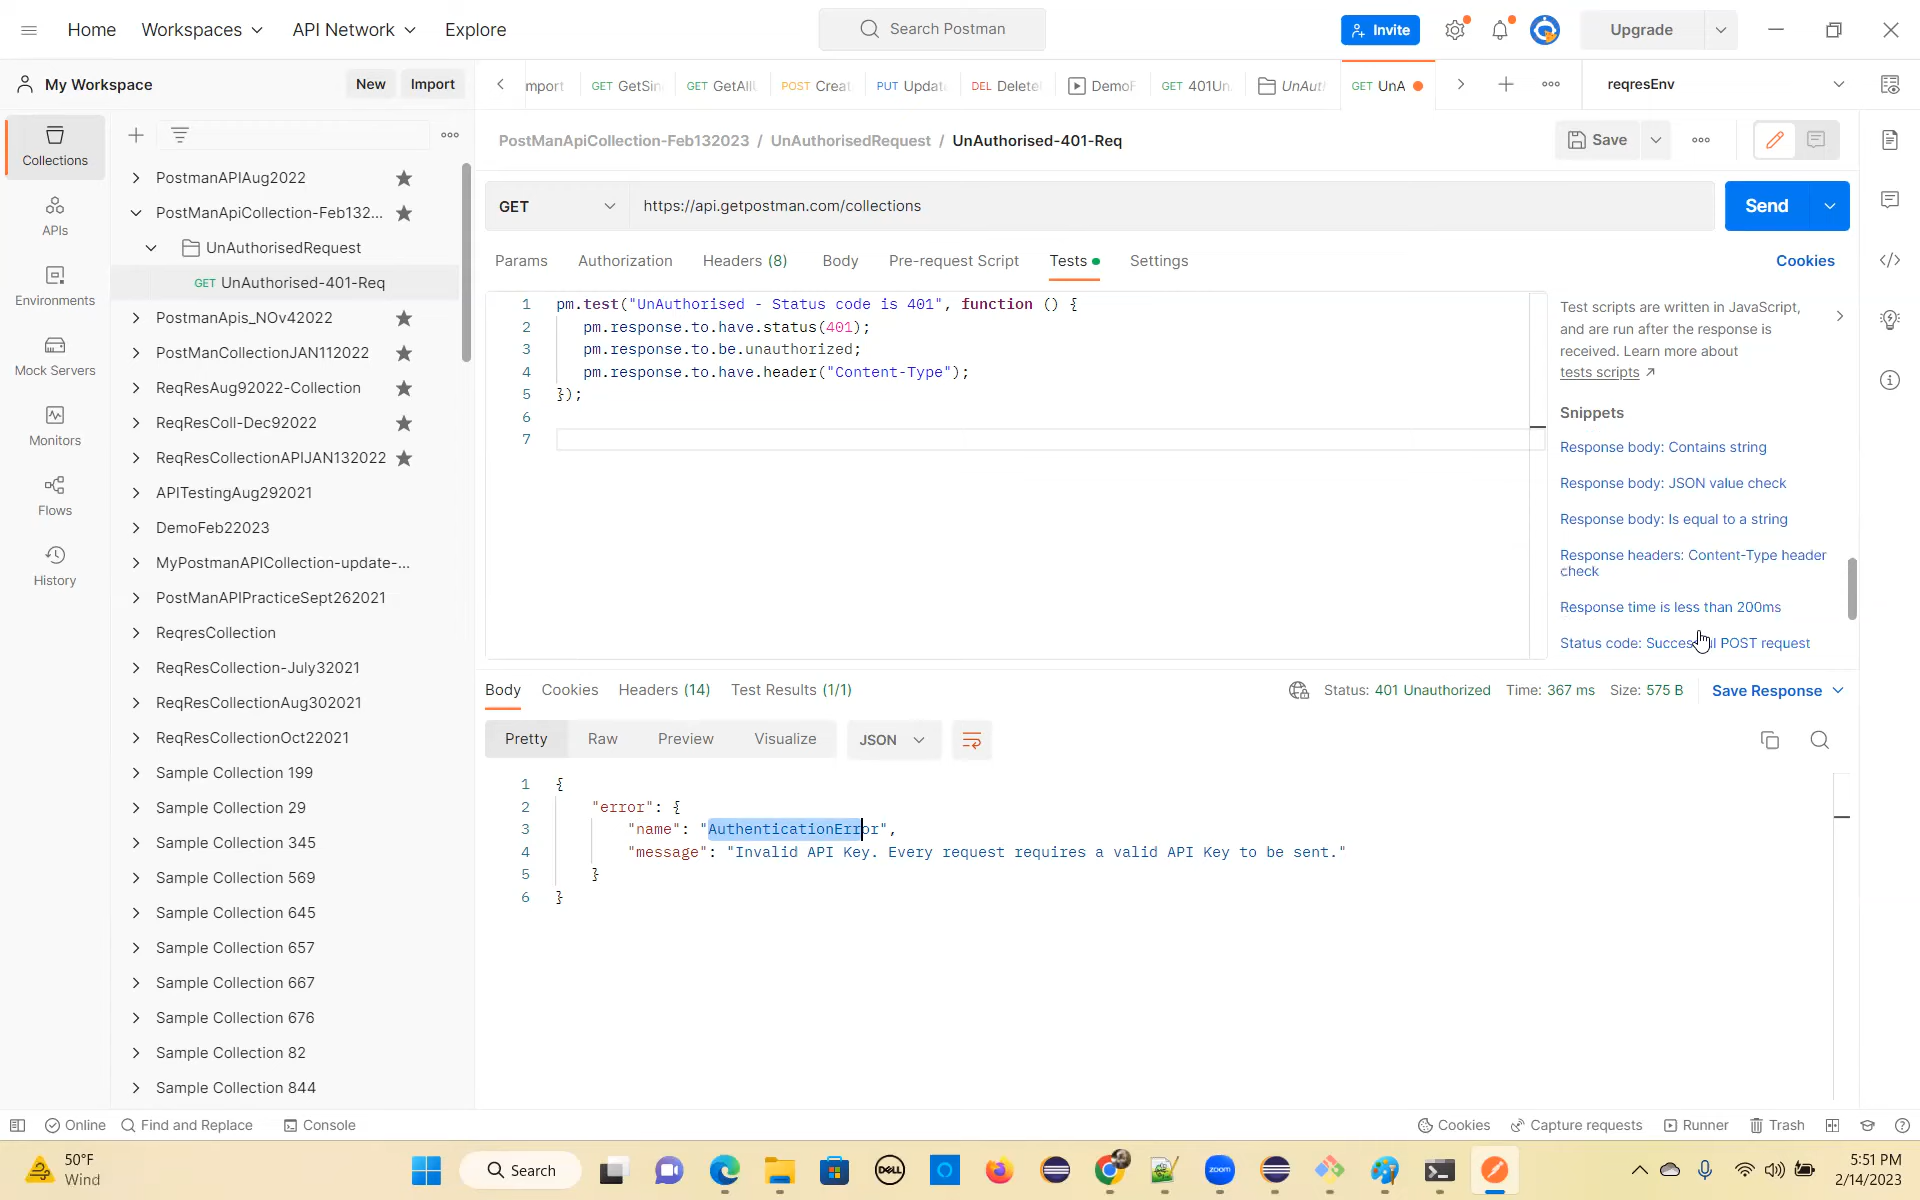 Home
Workspaces
API Network
Explore
Search Postman
Invite
Upgrade
My Workspace
New
Import
mport
GET GetSin
GET GetAllU
POST Creat
PUT Updat
DEL Delete
DemoF
GET 401Un
UnAuth
GET UnA
reqresEnv
PostManApiCollection-Feb132023 / UnAuthorisedRequest / UnAuthorised-401-Req
Save
GET
https://api.getpostman.com/collections
Send
Params
Authorization
Headers (8)
Body
Pre-request Script
Tests
Settings
Cookies
Collections
APIs
Environments
Mock Servers
Monitors
Flows
History
PostmanAPIAug2022
PostManApiCollection-Feb132...
UnAuthorisedRequest
GET UnAuthorised-401-Req
PostmanApis_NOv42022
PostManCollectionJAN112022
ReqResAug92022-Collection
ReqResColl-Dec92022
ReqResCollectionAPIJAN132022
APITestingAug292021
DemoFeb22023
MyPostmanAPICollection-update-...
PostManAPIPracticeSept262021
ReqresCollection
ReqResCollection-July32021
ReqResCollectionAug302021
ReqResCollectionOct22021
Sample Collection 199
Sample Collection 29
Sample Collection 345
Sample Collection 569
Sample Collection 645
Sample Collection 657
Sample Collection 667
Sample Collection 676
Sample Collection 82
Sample Collection 844
1 pm.test("UnAuthorised - Status code is 401", function () {
2 pm.response.to.have.status(401);
3 pm.response.to.be.unauthorized;
4 pm.response.to.have.header("Content-Type");
5 });
6
7
Test scripts are written in JavaScript,
and are run after the response is
received. Learn more about
tests scripts
Snippets
Response body: Contains string
Response body: JSON value check
Response body: Is equal to a string
Response headers: Content-Type header
check
Response time is less than 200ms
Status code: POST request
Body
Cookies
Headers (14)
Test Results (1/1)
Status: 401 Unauthorized
Time: 367 ms
Size: 575 B
Save Response
Pretty
Raw
Preview
Visualize
JSON
1 {
2 "error": {
3 "name": "AuthenticationError",
4 "message": "Invalid API Key. Every request requires a valid API Key to be sent."
5 }
6 }
Online
Find and Replace
Console
Cookies
Capture requests
Runner
Trash
50°F
Wind
Search
DELL
zoom
5:51 PM
2/14/2023